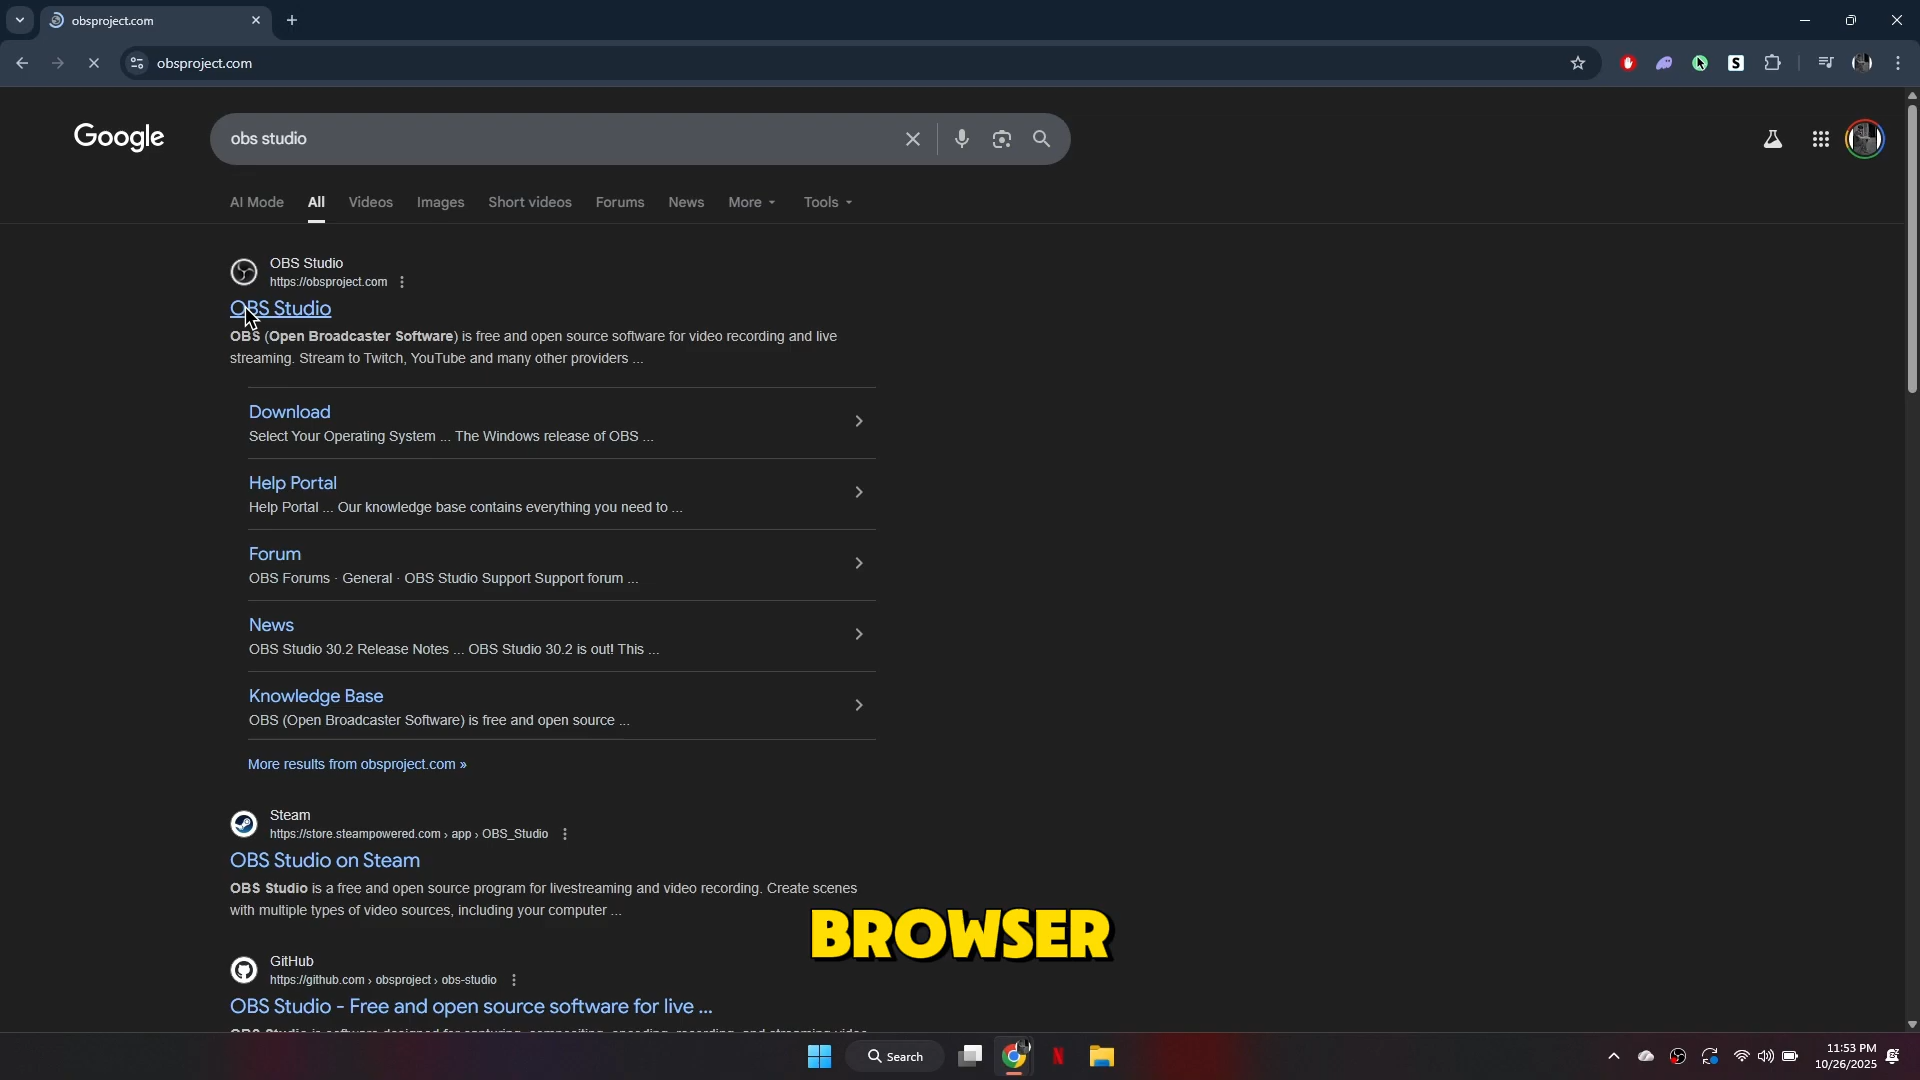 obsproject.com
obsproject.com
Google
obs studio
AI Mode
All
Videos
Images
Short videos
Forums
News
More
Tools
OBS Studio
https://obsproject.com
OBS Studio
OBS (Open Broadcaster Software) is free and open source software for video recording and live
streaming. Stream to Twitch, YouTube and many other providers ...
Download
Select Your Operating System ... The Windows release of OBS ...
Help Portal
Help Portal ... Our knowledge base contains everything you need to ...
Forum
OBS Forums · General · OBS Studio Support Support forum ...
News
OBS Studio 30.2 Release Notes ... OBS Studio 30.2 is out! This ...
Knowledge Base
OBS (Open Broadcaster Software) is free and open source ...
More results from obsproject.com »
Steam
https://store.steampowered.com › app › OBS_Studio
OBS Studio on Steam
OBS Studio is a free and open source program for livestreaming and video recording. Create scenes
with multiple types of video sources, including your computer ...
BROWSER
GitHub
https://github.com › obsproject › obs-studio
OBS Studio - Free and open source software for live ...
Search
11:53 PM
10/26/2025